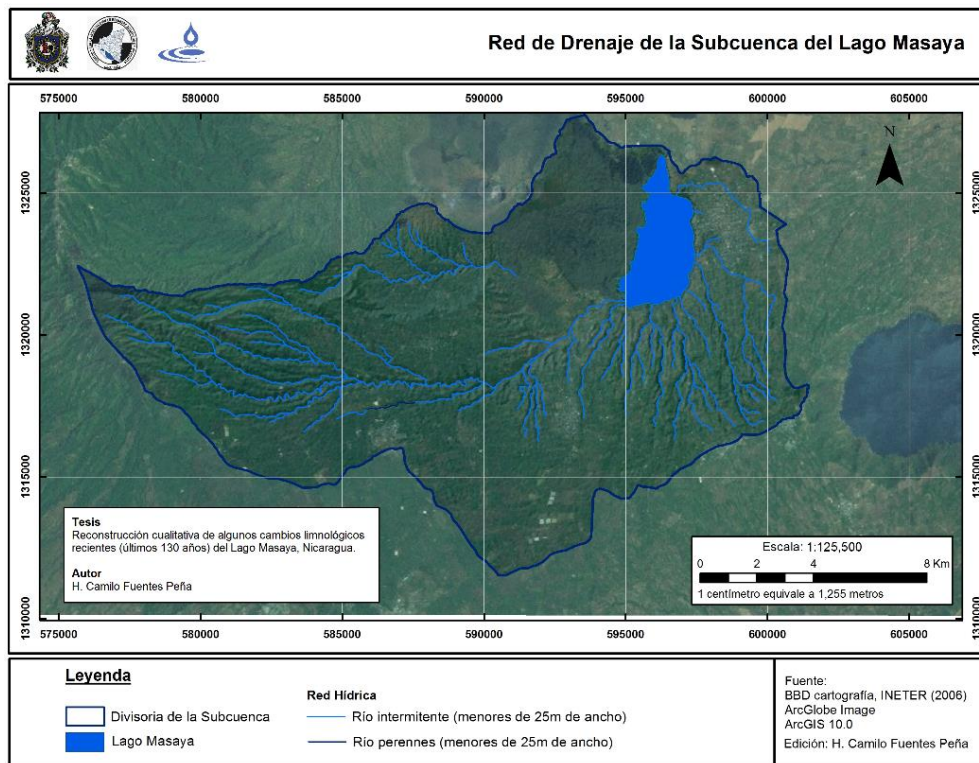 Red de Drenaje de la Subcuenca del Lago Masaya
575000 580000 585000 590000 595000 600000 605000
N
1325000 1325000
1320000 1320000
1315000 1315000
1310000 1310000
Tesis
Reconstrucción cualitativa de algunos cambios limnológicos
recientes (últimos 130 años) del Lago Masaya, Nicaragua.
Autor
H. Camilo Fuentes Peña
Escala: 1:125,500
0 2 4 8 Km
1 centímetro equivale a 1,255 metros
575000 580000 585000 590000 595000 600000 605000
Leyenda
Divisoria de la Subcuenca
Lago Masaya
Red Hídrica
Río intermitente (menores de 25m de ancho)
Río perennes (menores de 25m de ancho)
Fuente:
BBD cartografía, INETER (2006)
ArcGlobe Image
ArcGIS 10.0
Edición: H. Camilo Fuentes Peña